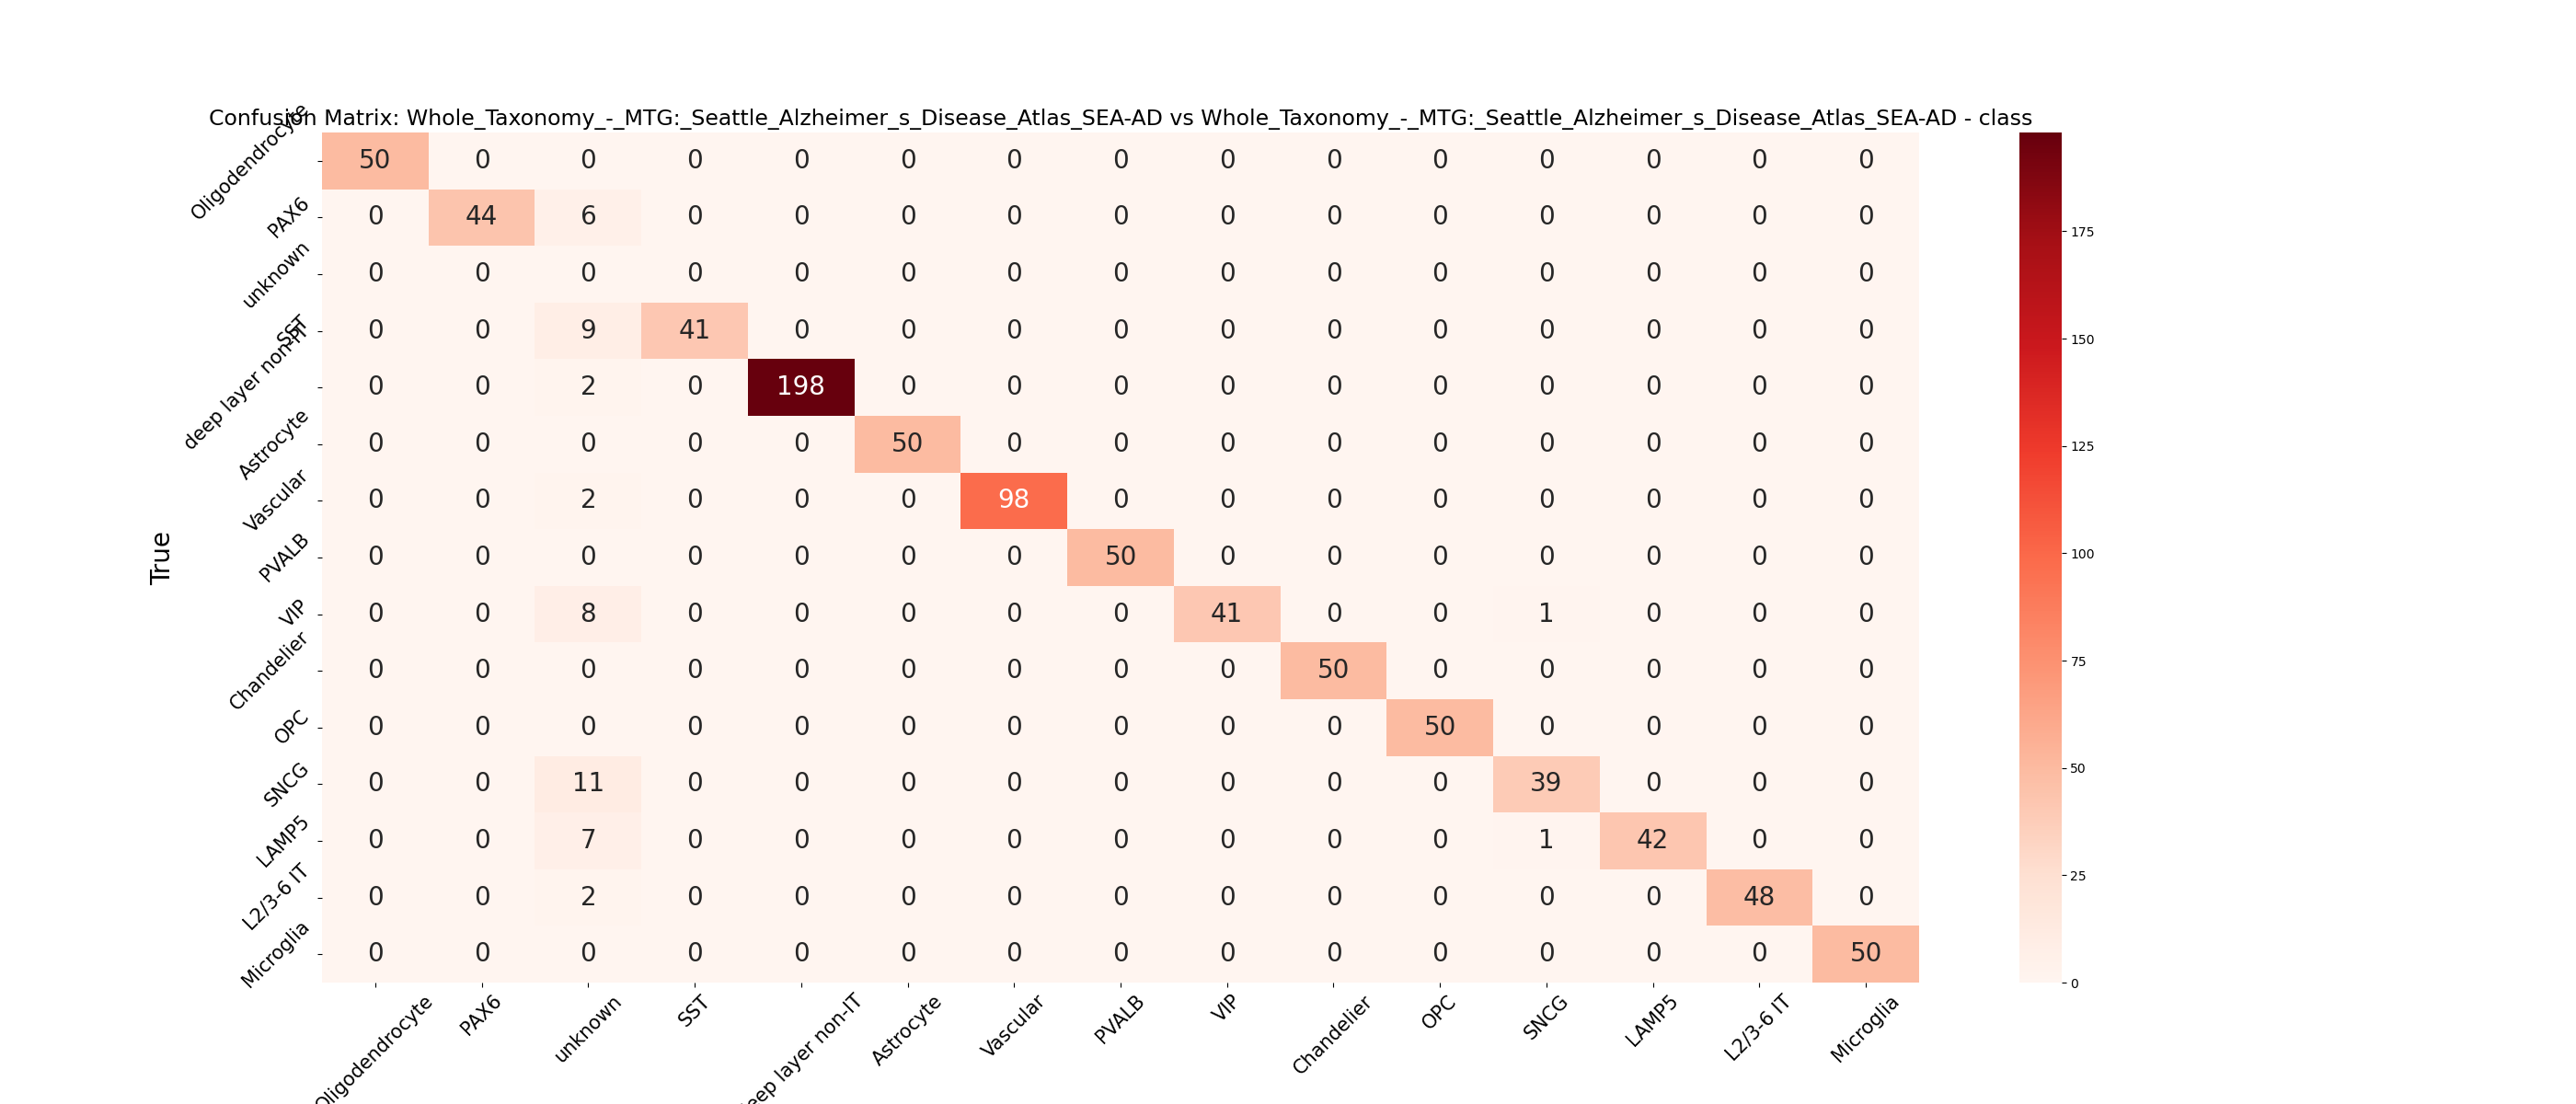 Confusion Matrix: Whole_Taxonomy_-_MTG:_Seattle_Alzheimer_s_Disease_Atlas_SEA-AD vs Whole_Taxonomy_-_MTG:_Seattle_Alzheimer_s_Disease_Atlas_SEA-AD - class
Oligodendrocyte 50 0 0 0 0 0 0 0 0 0 0 0 0 0 0
PAX6 0 44 6 0 0 0 0 0 0 0 0 0 0 0 0
unknown 0 0 0 0 0 0 0 0 0 0 0 0 0 0 0
SST 0 0 9 41 0 0 0 0 0 0 0 0 0 0 0
deep layer non-IT 0 0 2 0 198 0 0 0 0 0 0 0 0 0 0
Astrocyte 0 0 0 0 0 50 0 0 0 0 0 0 0 0 0
Vascular 0 0 2 0 0 0 98 0 0 0 0 0 0 0 0
PVALB 0 0 0 0 0 0 0 50 0 0 0 0 0 0 0
VIP 0 0 8 0 0 0 0 0 41 0 0 1 0 0 0
Chandelier 0 0 0 0 0 0 0 0 0 50 0 0 0 0 0
OPC 0 0 0 0 0 0 0 0 0 0 50 0 0 0 0
SNCG 0 0 11 0 0 0 0 0 0 0 0 39 0 0 0
LAMP5 0 0 7 0 0 0 0 0 0 0 0 1 42 0 0
L2/3-6 IT 0 0 2 0 0 0 0 0 0 0 0 0 0 48 0
Microglia 0 0 0 0 0 0 0 0 0 0 0 0 0 0 50
True
Oligodendrocyte PAX6 unknown SST eep layer non-IT Astrocyte Vascular PVALB VIP Chandelier OPC SNCG LAMP5 L2/3-6 IT Microglia
175
150
125
100
75
50
25
0